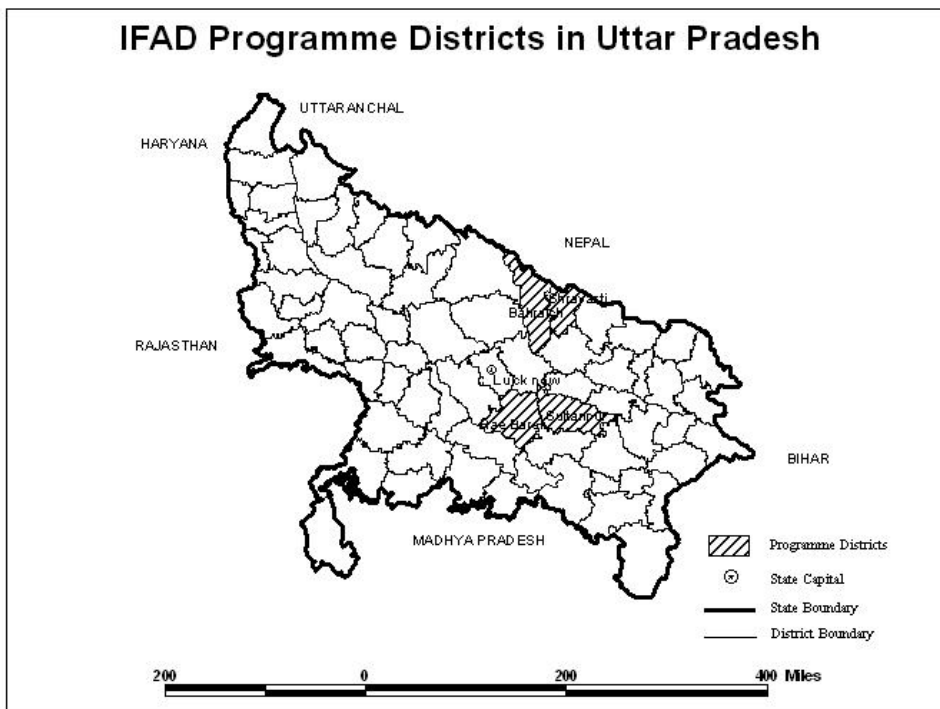 IFAD Programme Districts in Uttar Pradesh
UTTARANCHAL
HARYANA
NEPAL
Shravasti
Bahraich
RAJASTHAN
Lucknow
Sultanpur
Rae Bareli
BIHAR
MADHYA PRADESH
Programme Districts
State Capital
State Boundary
District Boundary
200 0 200 400 Miles